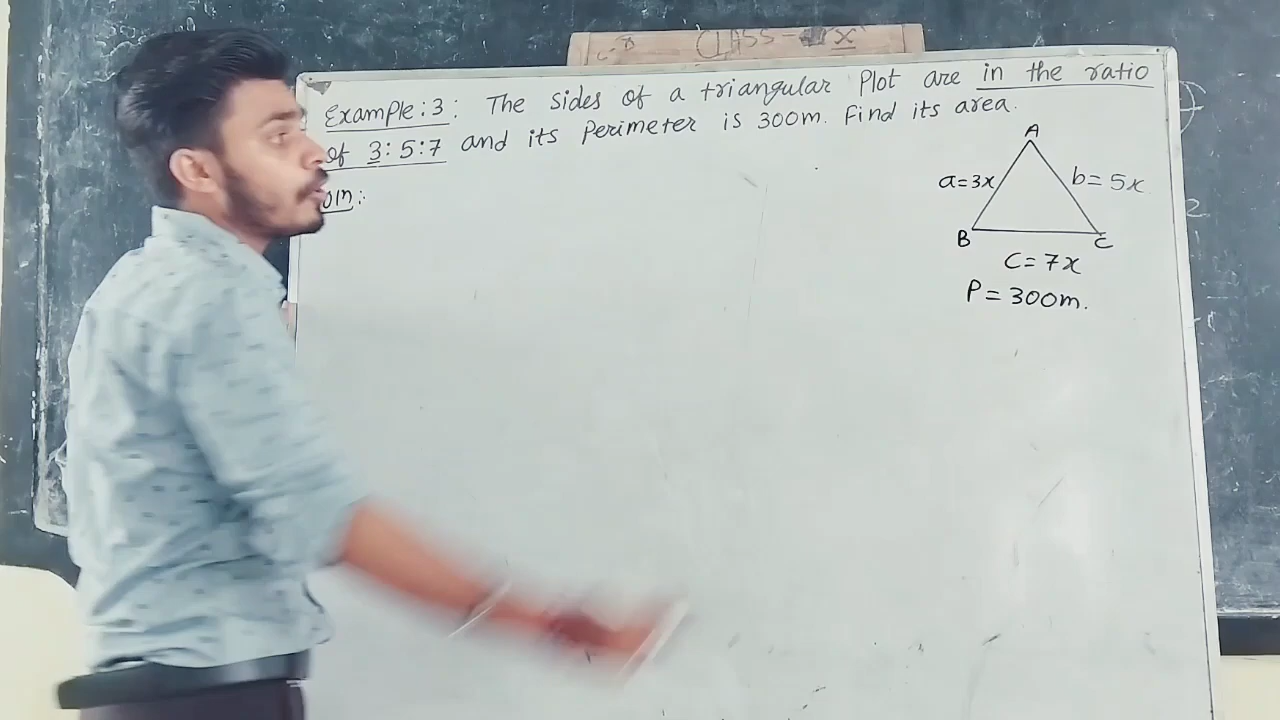 CLASS - X
Example:3: The sides of a triangular Plot are in the ratio
of 3:5:7 and its Perimeter is 300m. Find its area.
A
a=3x
b=5x
B
C
C=7x
P=300m.
2